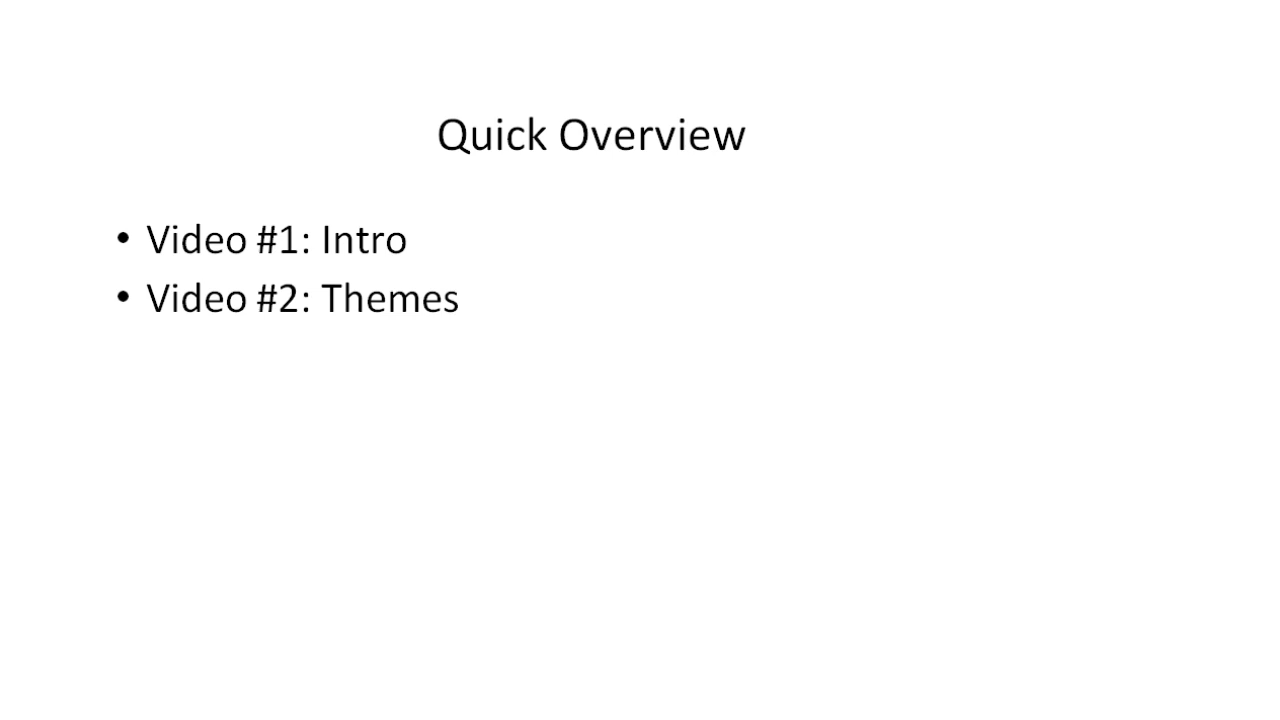 Quick Overview
• Video #1: Intro
• Video #2: Themes